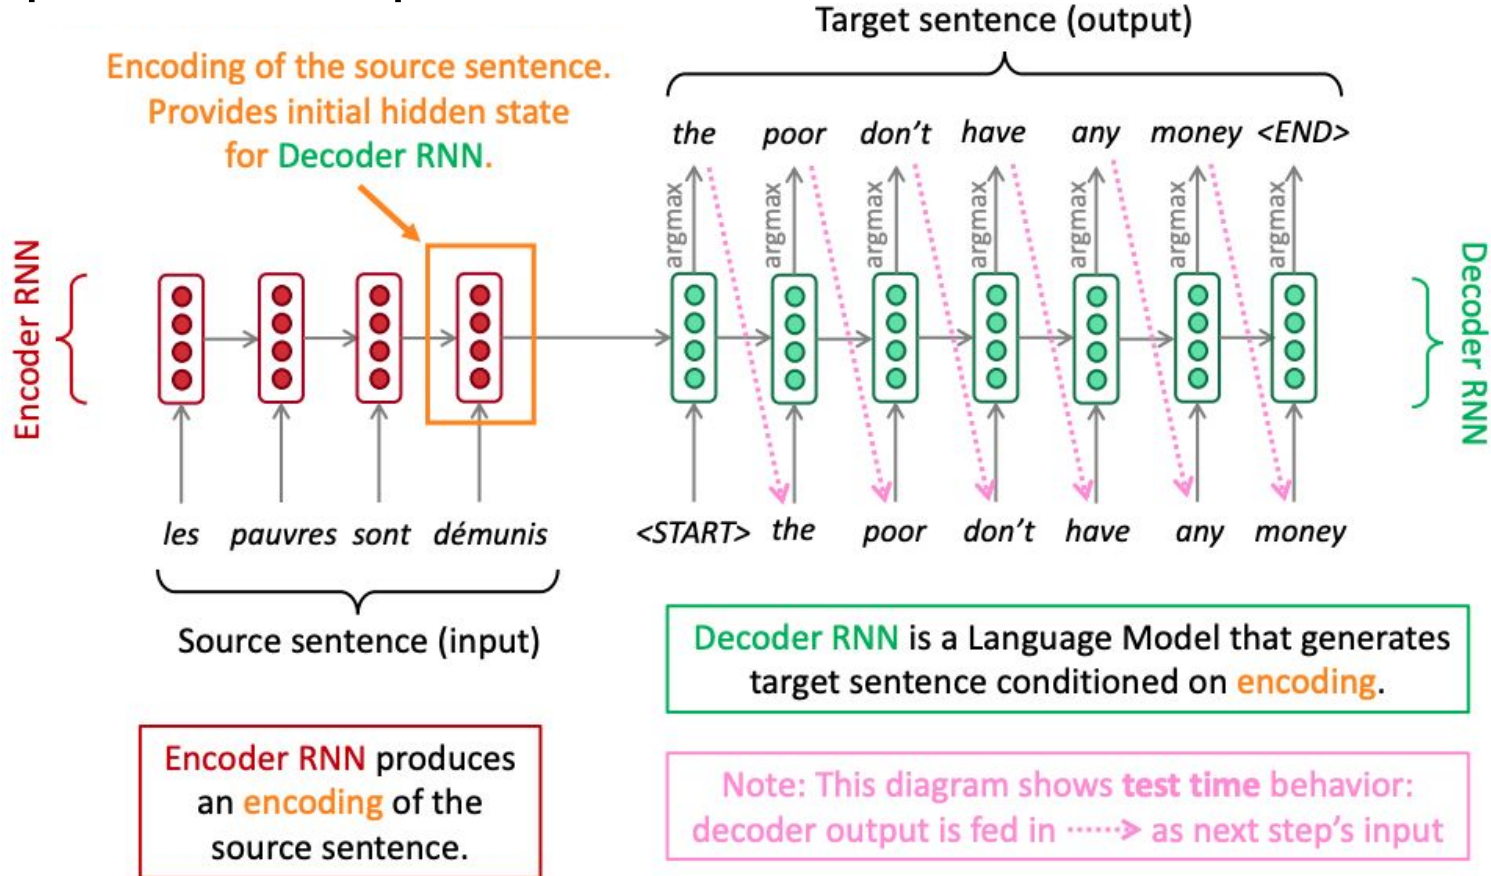 Target sentence (output)
Encoding of the source sentence.
Provides initial hidden state
for Decoder RNN.
the poor don't have any money <END>
argmax argmax argmax argmax argmax argmax argmax
Encoder RNN
Decoder RNN
les pauvres sont démunis
<START> the poor don't have any money
Source sentence (input)
Decoder RNN is a Language Model that generates
target sentence conditioned on encoding.
Encoder RNN produces
an encoding of the
source sentence.
Note: This diagram shows test time behavior:
decoder output is fed in ······> as next step's input